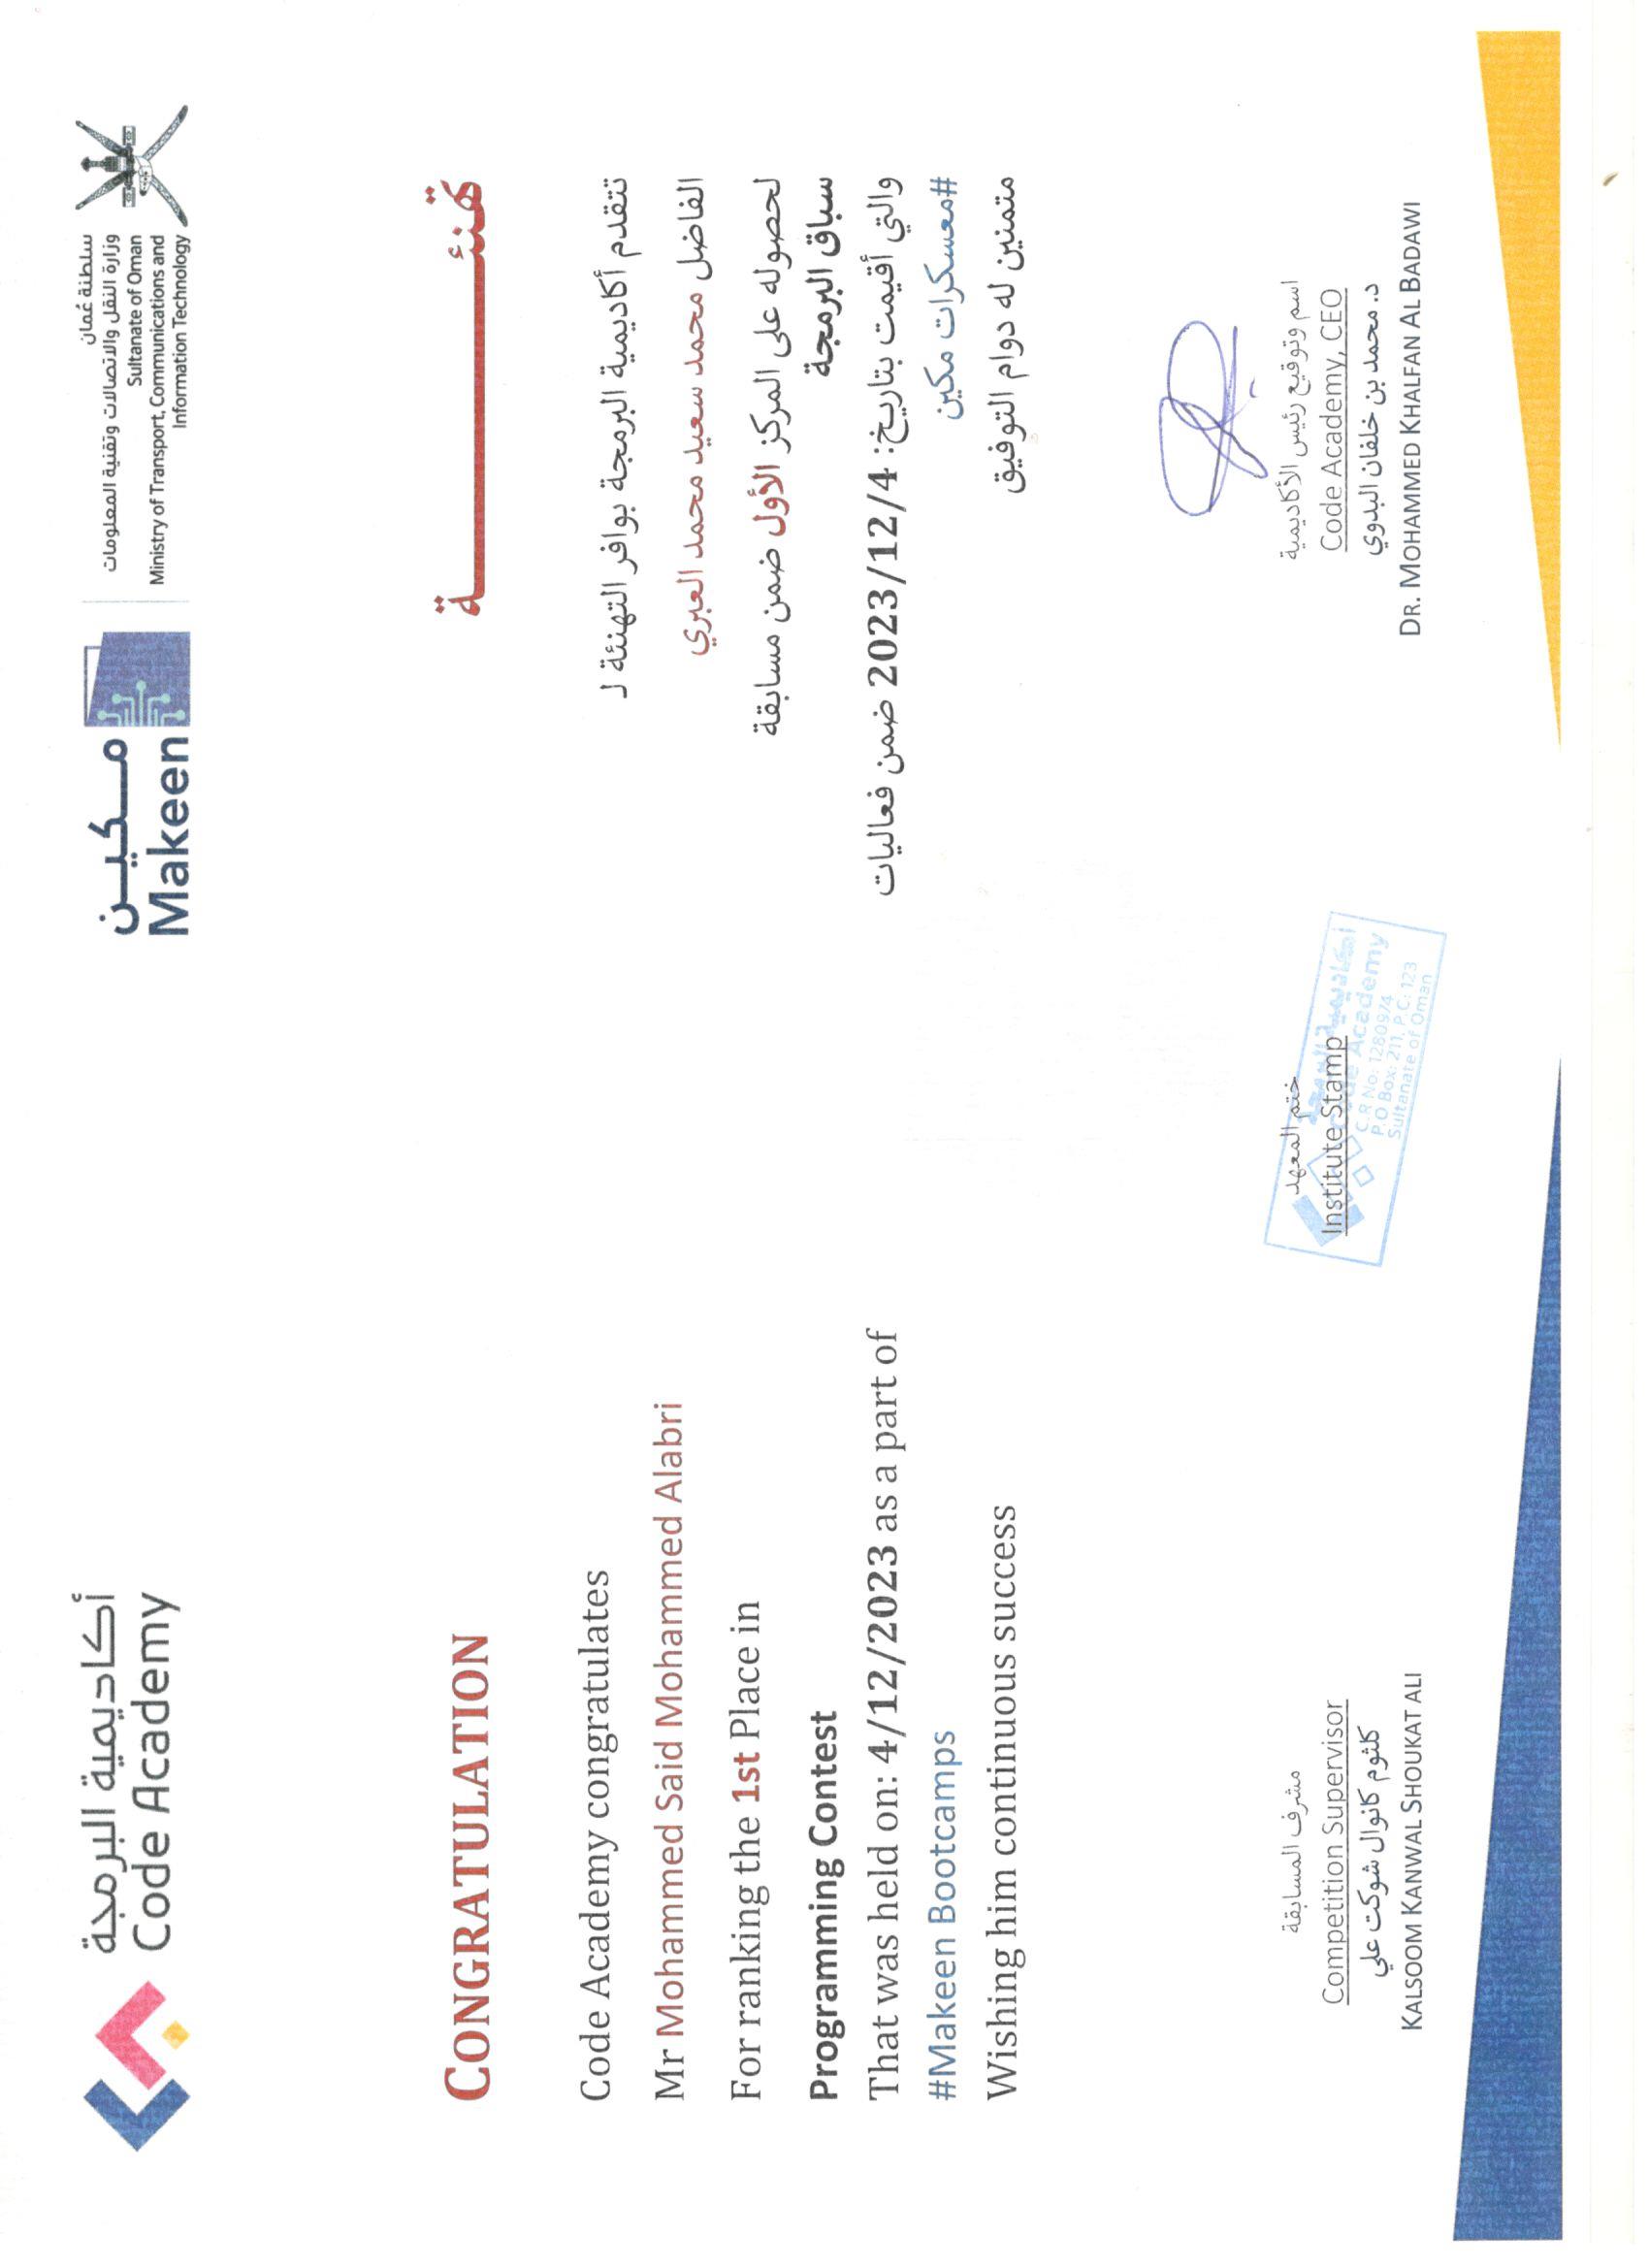 أكاديمية البرمجة
Code Academy
مكين
Makeen
سلطنة عُمان
وزارة النقل والاتصالات وتقنية المعلومات
Sultanate of Oman
Ministry of Transport, Communications and
Information Technology
CONGRATULATION
Code Academy congratulates
Mr Mohammed Said Mohammed Alabri
For ranking the 1st Place in
Programming Contest
That was held on: 4/12/2023 as a part of
#Makeen Bootcamps
Wishing him continuous success
تهنئة
تتقدم أكاديمية البرمجة بوافر التهنئة لـ
الفاضل محمد سعيد محمد العبري
لحصوله على المركز الأول ضمن مسابقة
سباق البرمجة
والتي أقيمت بتاريخ: 2023/12/4 ضمن فعاليات
#معسكرات مكين
متمنين له دوام التوفيق
مشرف المسابقة
Competition Supervisor
كلثوم كانوال شوكت علي
KALSOOM KANWAL SHOUKAT ALI
ختم المعهد
Institute Stamp
أكاديمية البرمجة
Code Academy
C.R No: 1280974
P.O Box: 211, P.C: 123
Sultanate of Oman
اسم وتوقيع رئيس الأكاديمية
Code Academy, CEO
د. محمد بن خلفان البدوي
DR. MOHAMMED KHALFAN AL BADAWI